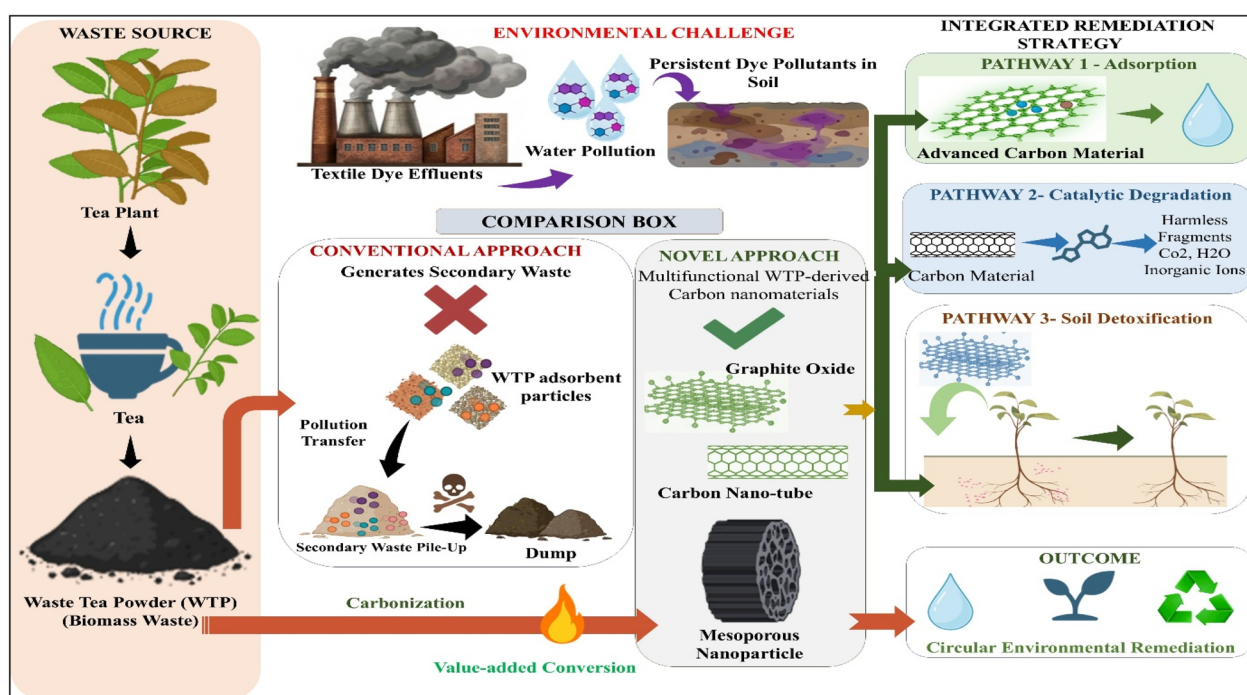 WASTE SOURCE
Tea Plant
Tea
Waste Tea Powder (WTP)
(Biomass Waste)
ENVIRONMENTAL CHALLENGE
Textile Dye Effluents
Water Pollution
Persistent Dye Pollutants in
Soil
COMPARISON BOX
CONVENTIONAL APPROACH
Generates Secondary Waste
WTP adsorbent
particles
Pollution
Transfer
Secondary Waste Pile-Up
Dump
Carbonization
Value-added Conversion
NOVEL APPROACH
Multifunctional WTP-derived
Carbon nanomaterials
Graphite Oxide
Carbon Nano-tube
Mesoporous
Nanoparticle
INTEGRATED REMEDIATION
STRATEGY
PATHWAY 1 - Adsorption
Advanced Carbon Material
PATHWAY 2- Catalytic Degradation
Carbon Material
Harmless
Fragments
Co2, H2O
Inorganic Ions
PATHWAY 3- Soil Detoxification
OUTCOME
Circular Environmental Remediation